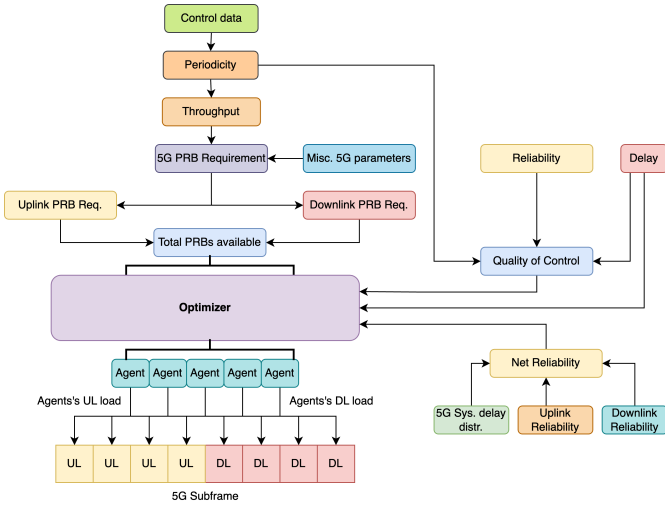 Control data
Periodicity
Throughput
5G PRB Requirement
Misc. 5G parameters
Reliability
Delay
Uplink PRB Req.
Downlink PRB Req.
Total PRBs available
Quality of Control
Optimizer
Net Reliability
Agent
Agent
Agent
Agent
Agent
Agents's UL load
Agents's DL load
5G Sys. delay
distr.
Uplink
Reliability
Downlink
Reliability
UL
UL
UL
UL
DL
DL
DL
DL
5G Subframe